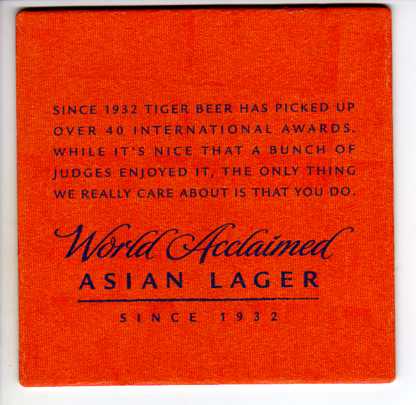 SINCE 1932 TIGER BEER HAS PICKED UP
OVER 40 INTERNATIONAL AWARDS.
WHILE IT'S NICE THAT A BUNCH OF
JUDGES ENJOYED IT, THE ONLY THING
WE REALLY CARE ABOUT IS THAT YOU DO.
World Acclaimed
ASIAN LAGER
SINCE 1932